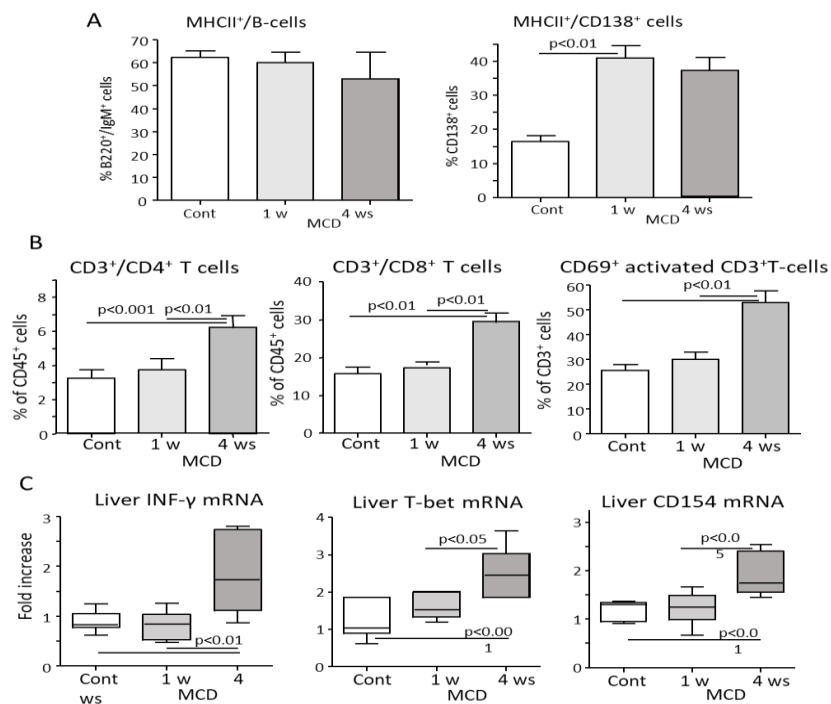 A
MHCII⁺/B-cells
MHCII⁺/CD138⁺ cells
% B220⁺/IgM⁺ cells
70
60
50
40
30
20
10
0
Cont
1 w
4 ws
MCD
% CD138⁺ cells
40
30
20
10
0
p<0.01
Cont
1 w
4 ws
MCD
B
CD3⁺/CD4⁺ T cells
CD3⁺/CD8⁺ T cells
CD69⁺ activated CD3⁺T-cells
% of CD45⁺ cells
8
6
4
2
0
p<0.001
p<0.01
Cont
1 w
4 ws
MCD
% of CD45⁺ cells
40
30
20
10
0
p<0.01
p<0.01
Cont
1 w
4 ws
MCD
% of CD3⁺ cells
60
50
40
30
20
10
0
p<0.01
Cont
1 w
4 ws
MCD
C
Liver INF-γ mRNA
Liver T-bet mRNA
Liver CD154 mRNA
Fold increase
3
2
1
0
p<0.01
Cont
1 w
4
ws
MCD
4
3
2
1
0
p<0.05
p<0.00
1
Cont
1 w
4 ws
MCD
3
2
1
0
p<0.0
5
p<0.0
1
Cont
1 w
4 ws
MCD